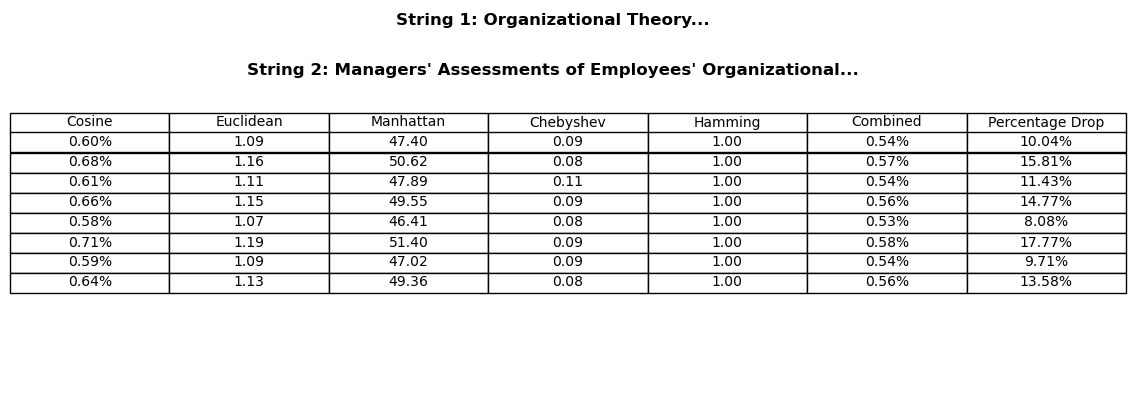 String 1: Organizational Theory...
String 2: Managers' Assessments of Employees' Organizational...
Cosine Euclidean Manhattan Chebyshev Hamming Combined Percentage Drop
0.60% 1.09 47.40 0.09 1.00 0.54% 10.04%
0.68% 1.16 50.62 0.08 1.00 0.57% 15.81%
0.61% 1.11 47.89 0.11 1.00 0.54% 11.43%
0.66% 1.15 49.55 0.09 1.00 0.56% 14.77%
0.58% 1.07 46.41 0.08 1.00 0.53% 8.08%
0.71% 1.19 51.40 0.09 1.00 0.58% 17.77%
0.59% 1.09 47.02 0.09 1.00 0.54% 9.71%
0.64% 1.13 49.36 0.08 1.00 0.56% 13.58%